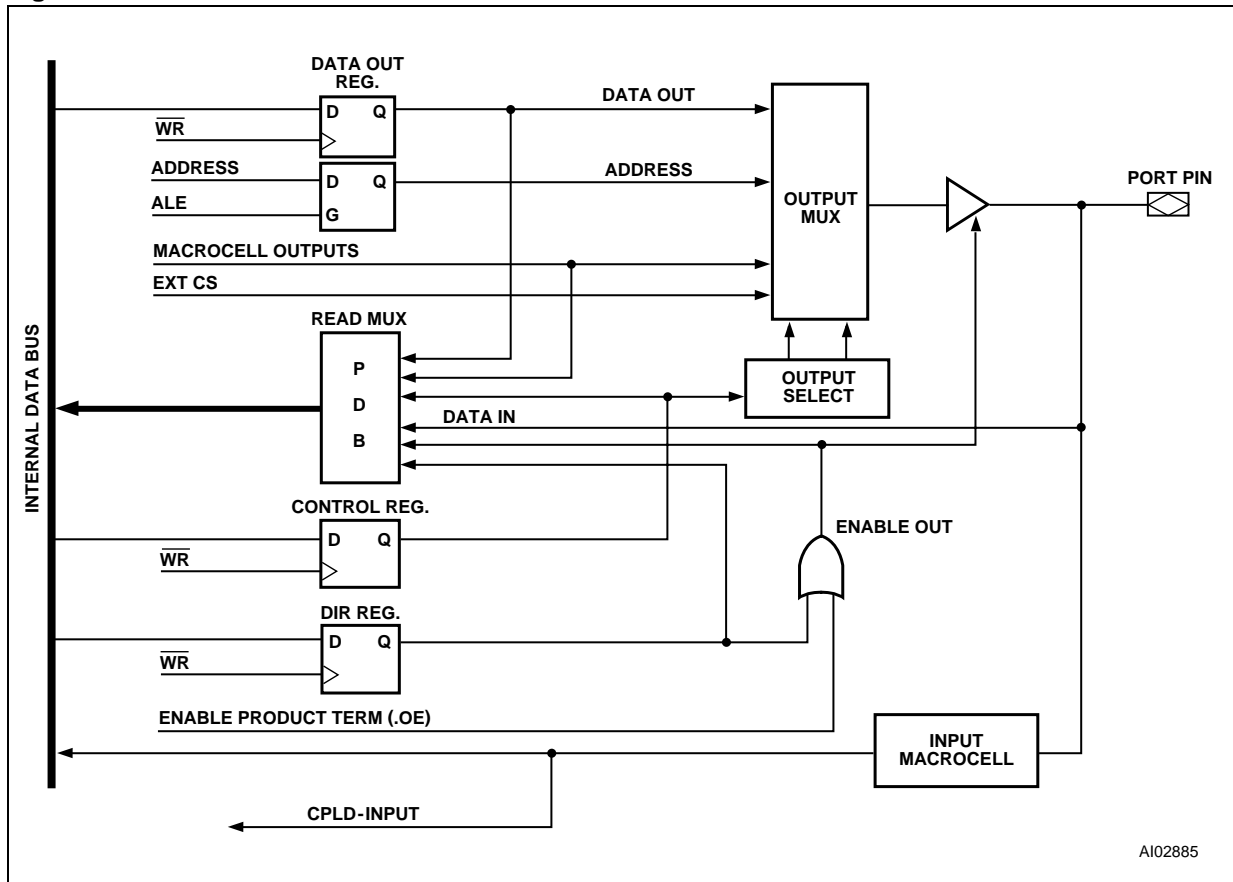 DATA OUT
REG.
D Q
WR
DATA OUT
ADDRESS
ALE
D Q
G
ADDRESS
OUTPUT
MUX
PORT PIN
MACROCELL OUTPUTS
EXT CS
READ MUX
P
D
B
OUTPUT
SELECT
DATA IN
INTERNAL DATA BUS
CONTROL REG.
D Q
WR
ENABLE OUT
DIR REG.
D Q
WR
ENABLE PRODUCT TERM (.OE)
INPUT
MACROCELL
CPLD-INPUT
AI02885